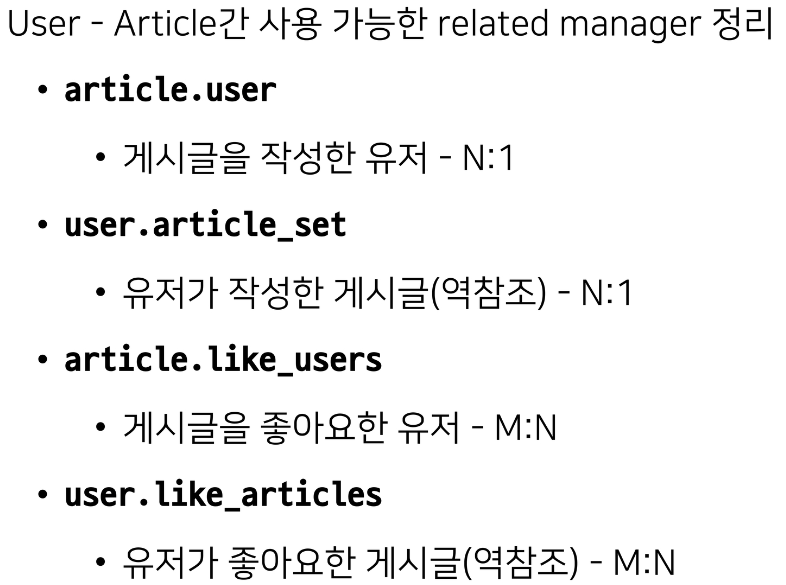 User - Article간 사용 가능한 related manager 정리
• article.user
• 게시글을 작성한 유저 - N:1
• user.article_set
• 유저가 작성한 게시글(역참조) - N:1
• article.like_users
• 게시글을 좋아요한 유저 - M:N
• user.like_articles
• 유저가 좋아요한 게시글(역참조) - M:N